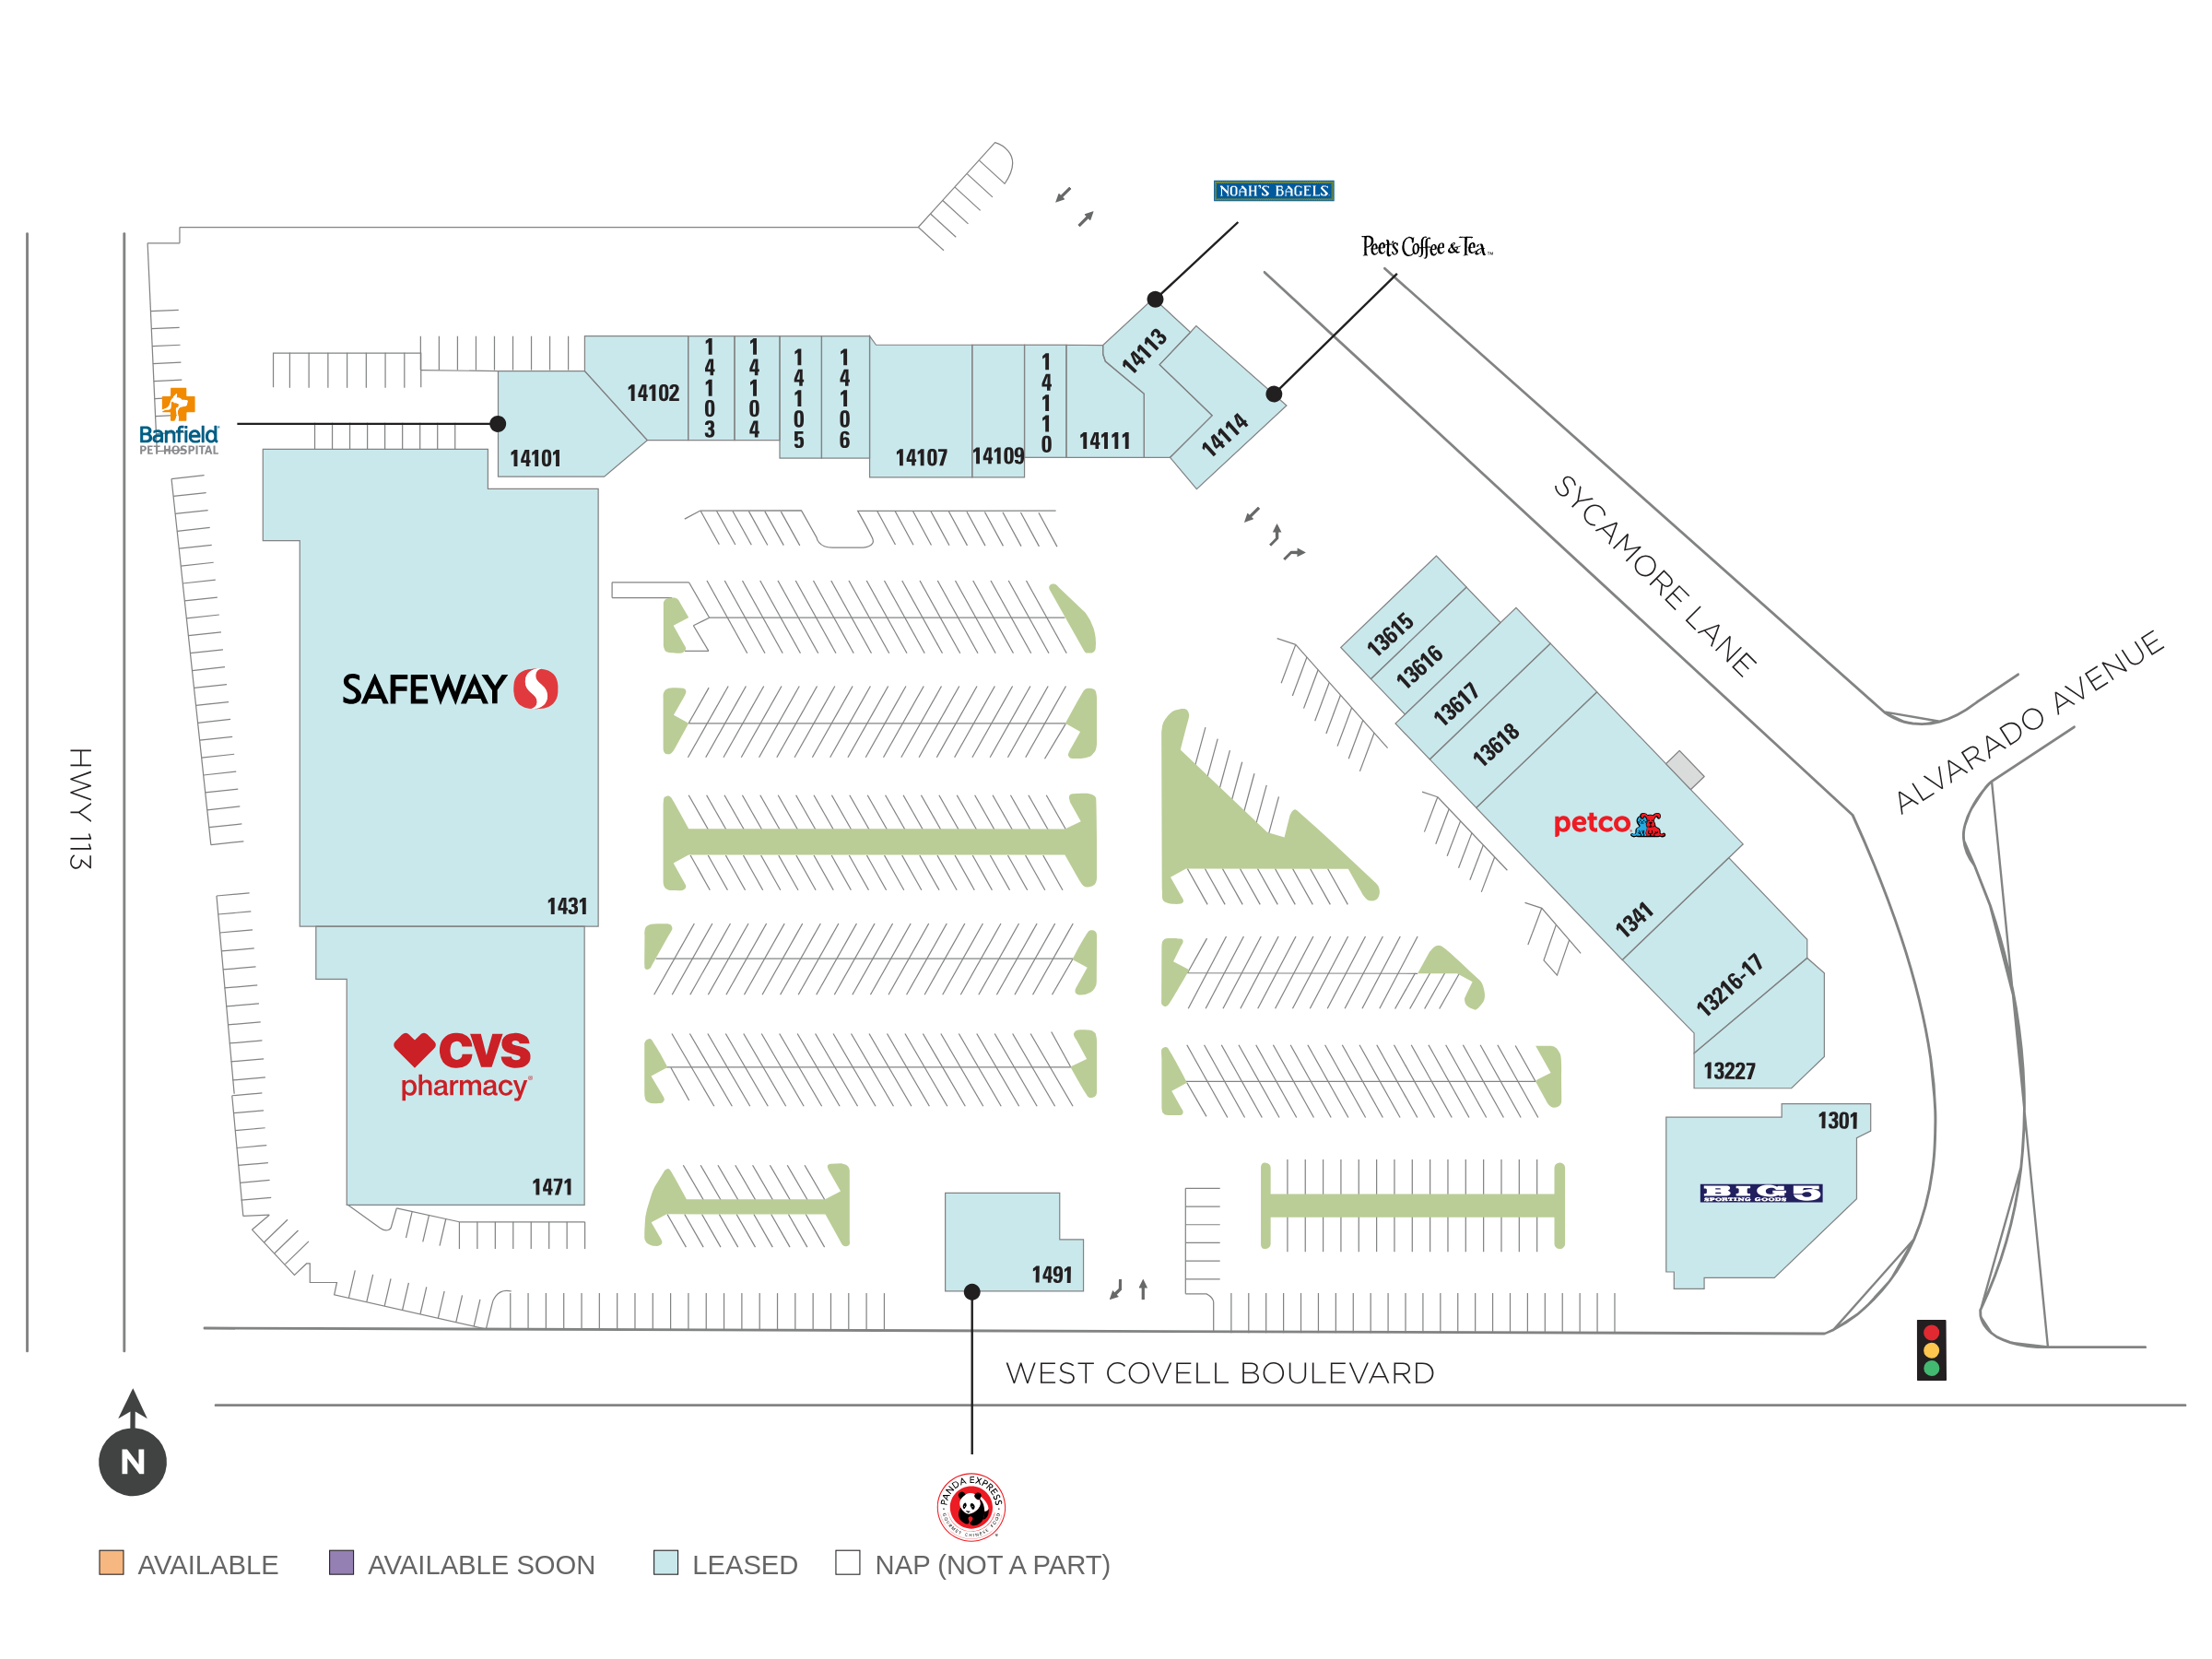 NOAH'S BAGELS
Peet's Coffee & Tea™
14113
14102
14103
14104
14105
14106
14110
14101
14107
14109
14111
14114
Banfield
PET HOSPITAL
SYCAMORE LANE
ALVARADO AVENUE
HWY 113
13615
13616
13617
13618
SAFEWAY
1431
petco
1341
13216-17
13227
CVS
pharmacy®
1471
1301
BIG 5
SPORTING GOODS
1491
WEST COVELL BOULEVARD
N
PANDA EXPRESS
GOURMET CHINESE FOOD
AVAILABLE
AVAILABLE SOON
LEASED
NAP (NOT A PART)